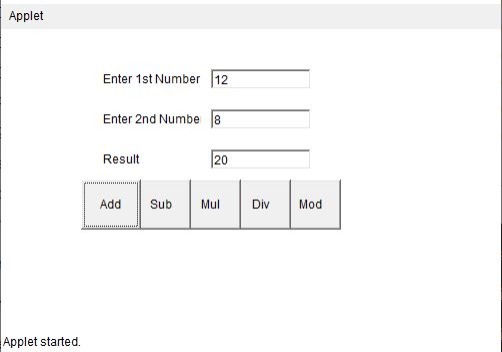 Applet
Enter 1st Number 12
Enter 2nd Numbe 8
Result 20
Add Sub Mul Div Mod
Applet started.